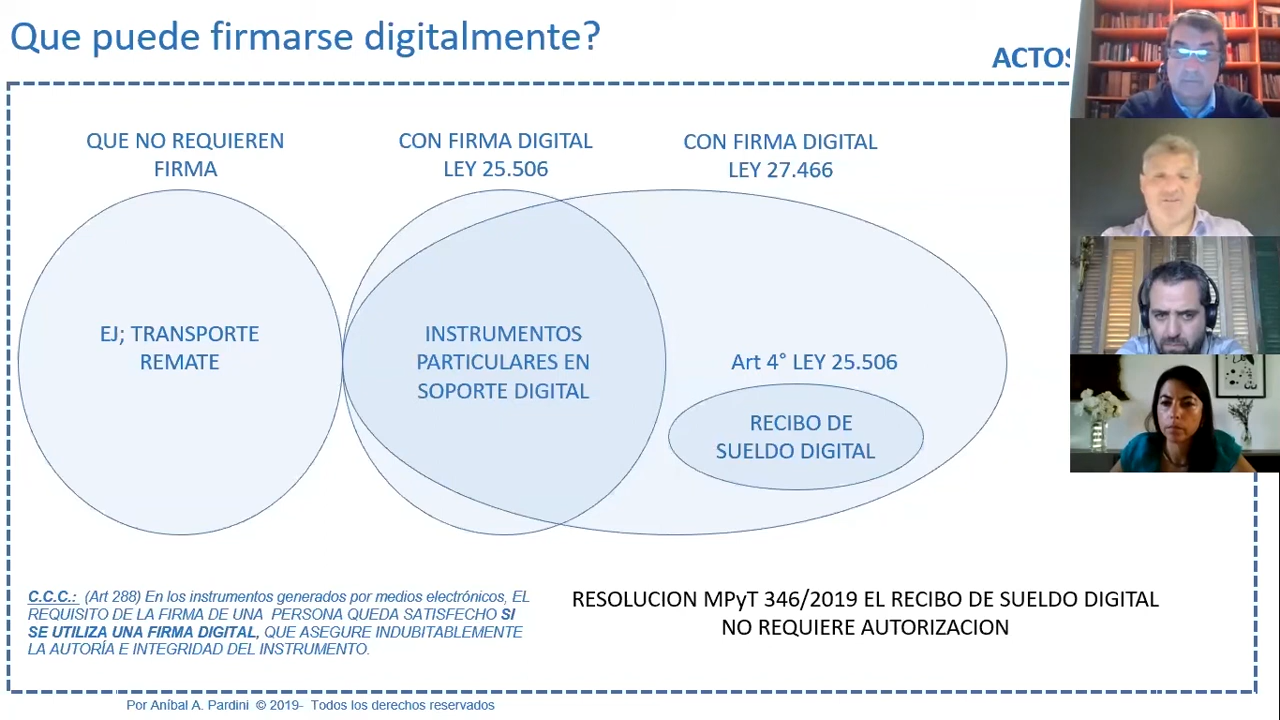 Que puede firmarse digitalmente?
ACTOS
QUE NO REQUIEREN
FIRMA
CON FIRMA DIGITAL
LEY 25.506
CON FIRMA DIGITAL
LEY 27.466
EJ; TRANSPORTE
REMATE
INSTRUMENTOS
PARTICULARES EN
SOPORTE DIGITAL
Art 4° LEY 25.506
RECIBO DE
SUELDO DIGITAL
C.C.C.: (Art 288) En los instrumentos generados por medios electrónicos, EL
REQUISITO DE LA FIRMA DE UNA PERSONA QUEDA SATISFECHO SI
SE UTILIZA UNA FIRMA DIGITAL, QUE ASEGURE INDUBITABLEMENTE
LA AUTORÍA E INTEGRIDAD DEL INSTRUMENTO.
RESOLUCION MPyT 346/2019 EL RECIBO DE SUELDO DIGITAL
NO REQUIERE AUTORIZACION
Por Aníbal A. Pardini © 2019- Todos los derechos reservados